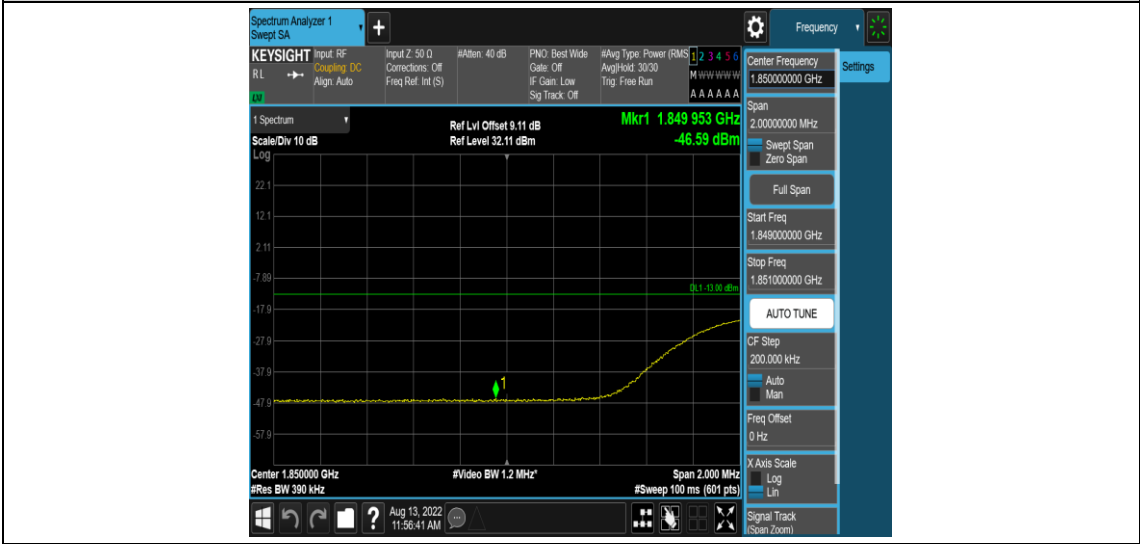 Spectrum Analyzer 1
Swept SA
+
Frequency
KEYSIGHT
RL
LXI
Input: RF
Coupling: DC
Align: Auto
Input Z: 50 Ω
Corrections: Off
Freq Ref: Int (S)
#Atten: 40 dB
PNO: Best Wide
Gate: Off
IF Gain: Low
Sig Track: Off
#Avg Type: Power (RMS
Avg|Hold: 30/30
Trig: Free Run
1 2 3 4 5 6
M W W W W W
A A A A A A
1 Spectrum
Scale/Div 10 dB
Log
Ref Lvl Offset 9.11 dB
Ref Level 32.11 dBm
Mkr1 1.849 953 GHz
-46.59 dBm
22.1
12.1
2.11
-7.89
DL1 -13.00 dBm
-17.9
-27.9
-37.9
1
-47.9
-57.9
Center 1.850000 GHz
#Video BW 1.2 MHz*
Span 2.000 MHz
#Res BW 390 kHz
#Sweep 100 ms (601 pts)
?
Aug 13, 2022
11:56:41 AM
Center Frequency
1.850000000 GHz
Settings
Span
2.00000000 MHz
Swept Span
Zero Span
Full Span
Start Freq
1.849000000 GHz
Stop Freq
1.851000000 GHz
AUTO TUNE
CF Step
200.000 kHz
Auto
Man
Freq Offset
0 Hz
X Axis Scale
Log
Lin
Signal Track
(Span Zoom)